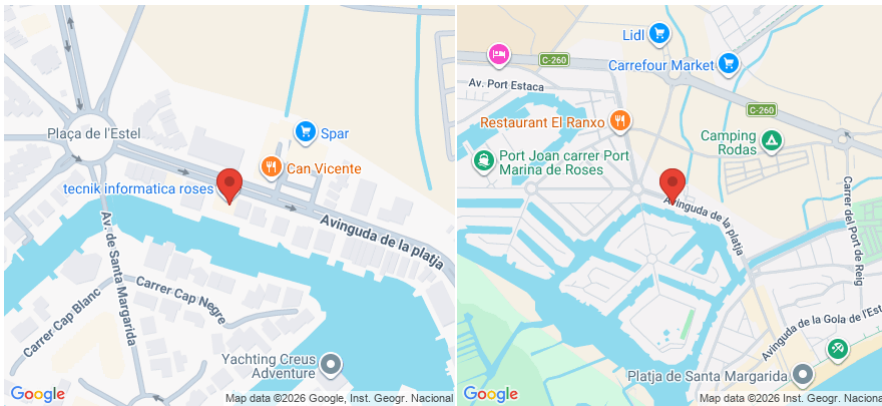 Plaça de l'Estel
Spar
Can Vicente
tecnik informatica roses
Avinguda de la platja
Av. de Santa Margarida
Carrer Cap Negre
Carrer Cap Blanc
Yachting Creus
Adventure
Google
Map data ©2026 Google, Inst. Geogr. Nacional
Lidl
C-260
Carrefour Market
Av. Port Estaca
C-260
Restaurant El Ranxo
Camping
Rodas
Port Joan carrer Port
Marina de Roses
Avinguda de la platja
Carrer del Port de Reig
Avinguda de la Gola de l'Est
Platja de Santa Margarida
Google
Map data ©2026 Inst. Geogr. Nacional